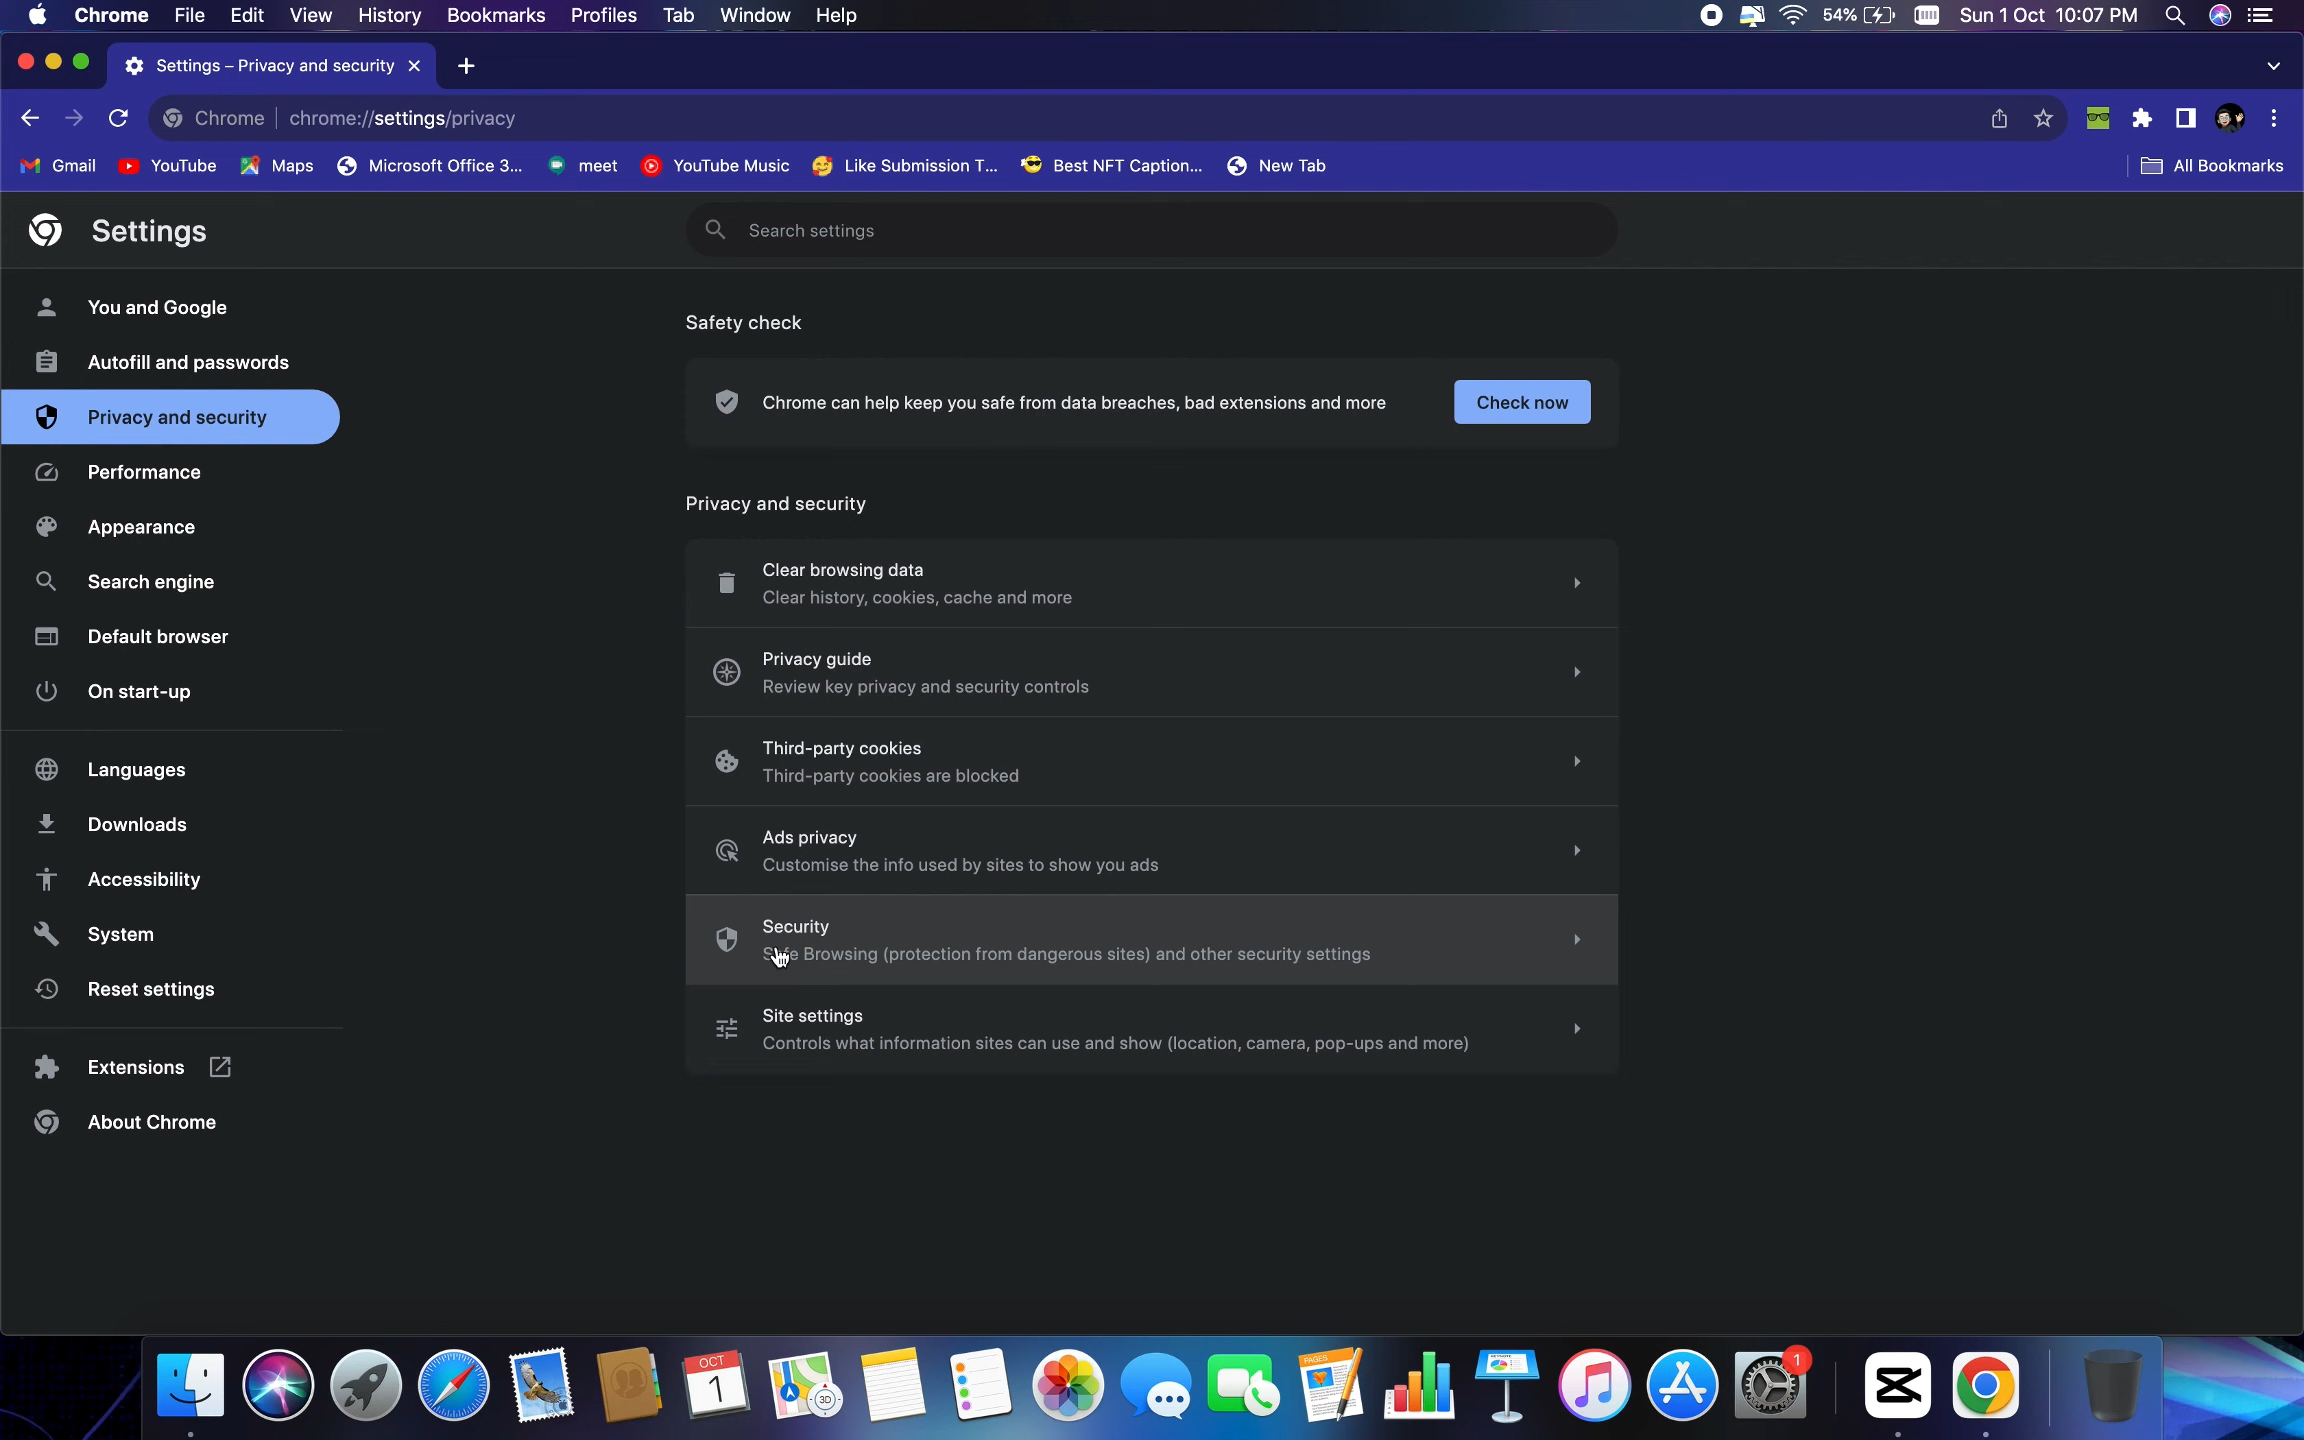 Chrome File Edit View History Bookmarks Profiles Tab Window Help 54% Sun 1 Oct 10:07 PM
Settings – Privacy and security
Chrome chrome://settings/privacy
Gmail YouTube Maps Microsoft Office 3... meet YouTube Music Like Submission T... Best NFT Caption... New Tab All Bookmarks
Settings
Search settings
You and Google
Autofill and passwords
Privacy and security
Performance
Appearance
Search engine
Default browser
On start-up
Languages
Downloads
Accessibility
System
Reset settings
Extensions
About Chrome
Safety check
Chrome can help keep you safe from data breaches, bad extensions and more
Check now
Privacy and security
Clear browsing data
Clear history, cookies, cache and more
Privacy guide
Review key privacy and security controls
Third-party cookies
Third-party cookies are blocked
Ads privacy
Customise the info used by sites to show you ads
Security
Safe Browsing (protection from dangerous sites) and other security settings
Site settings
Controls what information sites can use and show (location, camera, pop-ups and more)
OCT
1
3D
PAGES
1